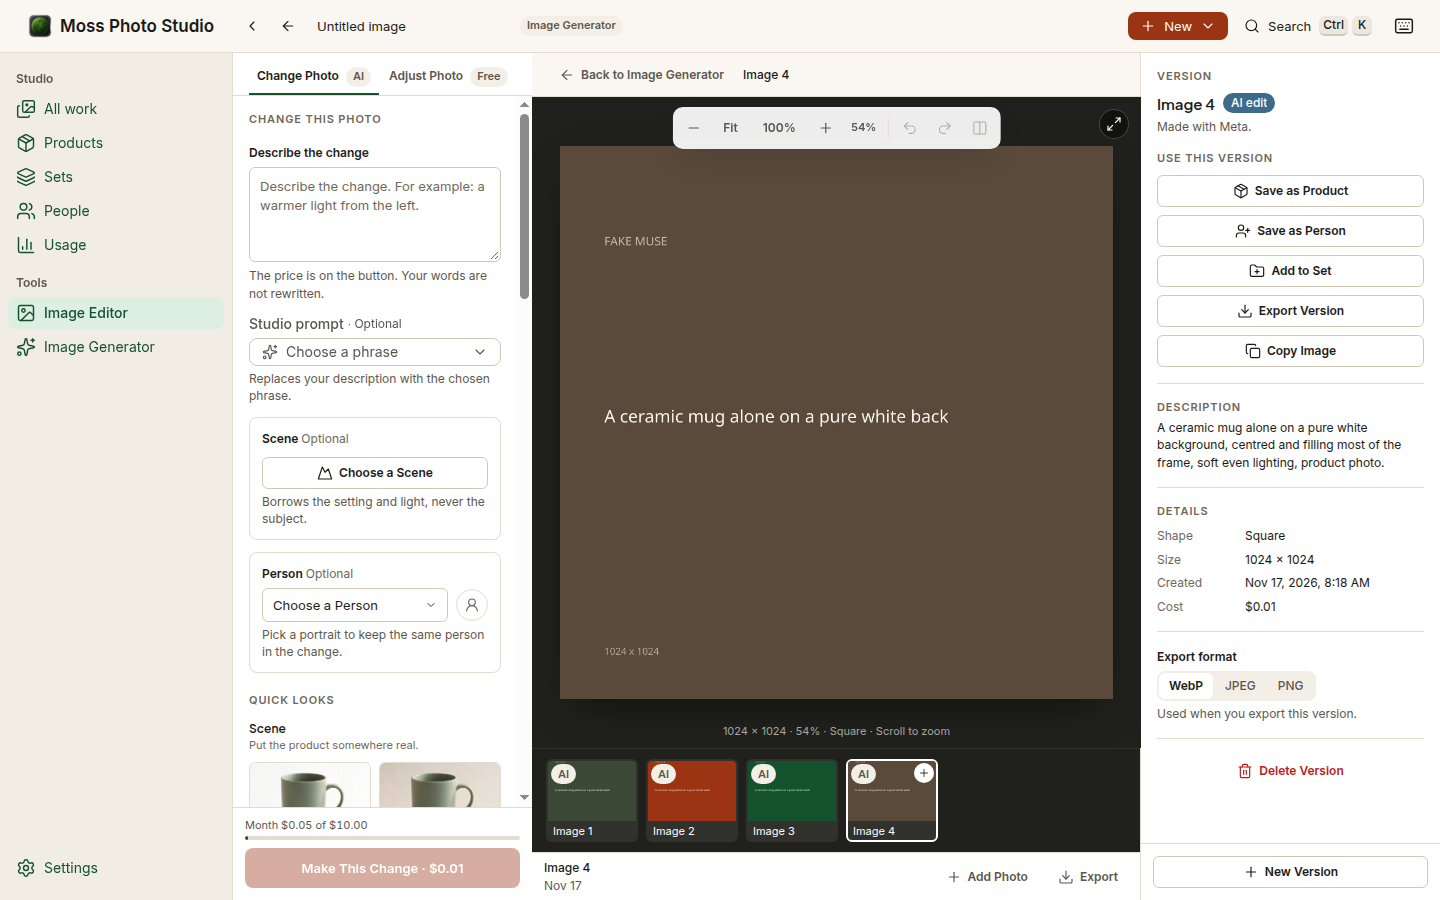 Moss Photo Studio
Untitled image
Image Generator
New
Search
Ctrl
K
Studio
All work
Products
Sets
People
Usage
Tools
Image Editor
Image Generator
Settings
Change Photo
AI
Adjust Photo
Free
CHANGE THIS PHOTO
Describe the change
Describe the change. For example: a
warmer light from the left.
The price is on the button. Your words are
not rewritten.
Studio prompt · Optional
Choose a phrase
Replaces your description with the chosen
phrase.
Scene Optional
Choose a Scene
Borrows the setting and light, never the
subject.
Person Optional
Choose a Person
Pick a portrait to keep the same person
in the change.
QUICK LOOKS
Scene
Put the product somewhere real.
Month $0.05 of $10.00
Make This Change · $0.01
Back to Image Generator
Image 4
Fit
100%
54%
FAKE MUSE
A ceramic mug alone on a pure white back
1024 x 1024
1024 × 1024 · 54% · Square · Scroll to zoom
AI
Image 1
AI
Image 2
AI
Image 3
AI
Image 4
Image 4
Nov 17
Add Photo
Export
VERSION
Image 4
AI edit
Made with Meta.
USE THIS VERSION
Save as Product
Save as Person
Add to Set
Export Version
Copy Image
DESCRIPTION
A ceramic mug alone on a pure white
background, centred and filling most of the
frame, soft even lighting, product photo.
DETAILS
Shape Square
Size 1024 × 1024
Created Nov 17, 2026, 8:18 AM
Cost $0.01
Export format
WebP
JPEG
PNG
Used when you export this version.
Delete Version
New Version